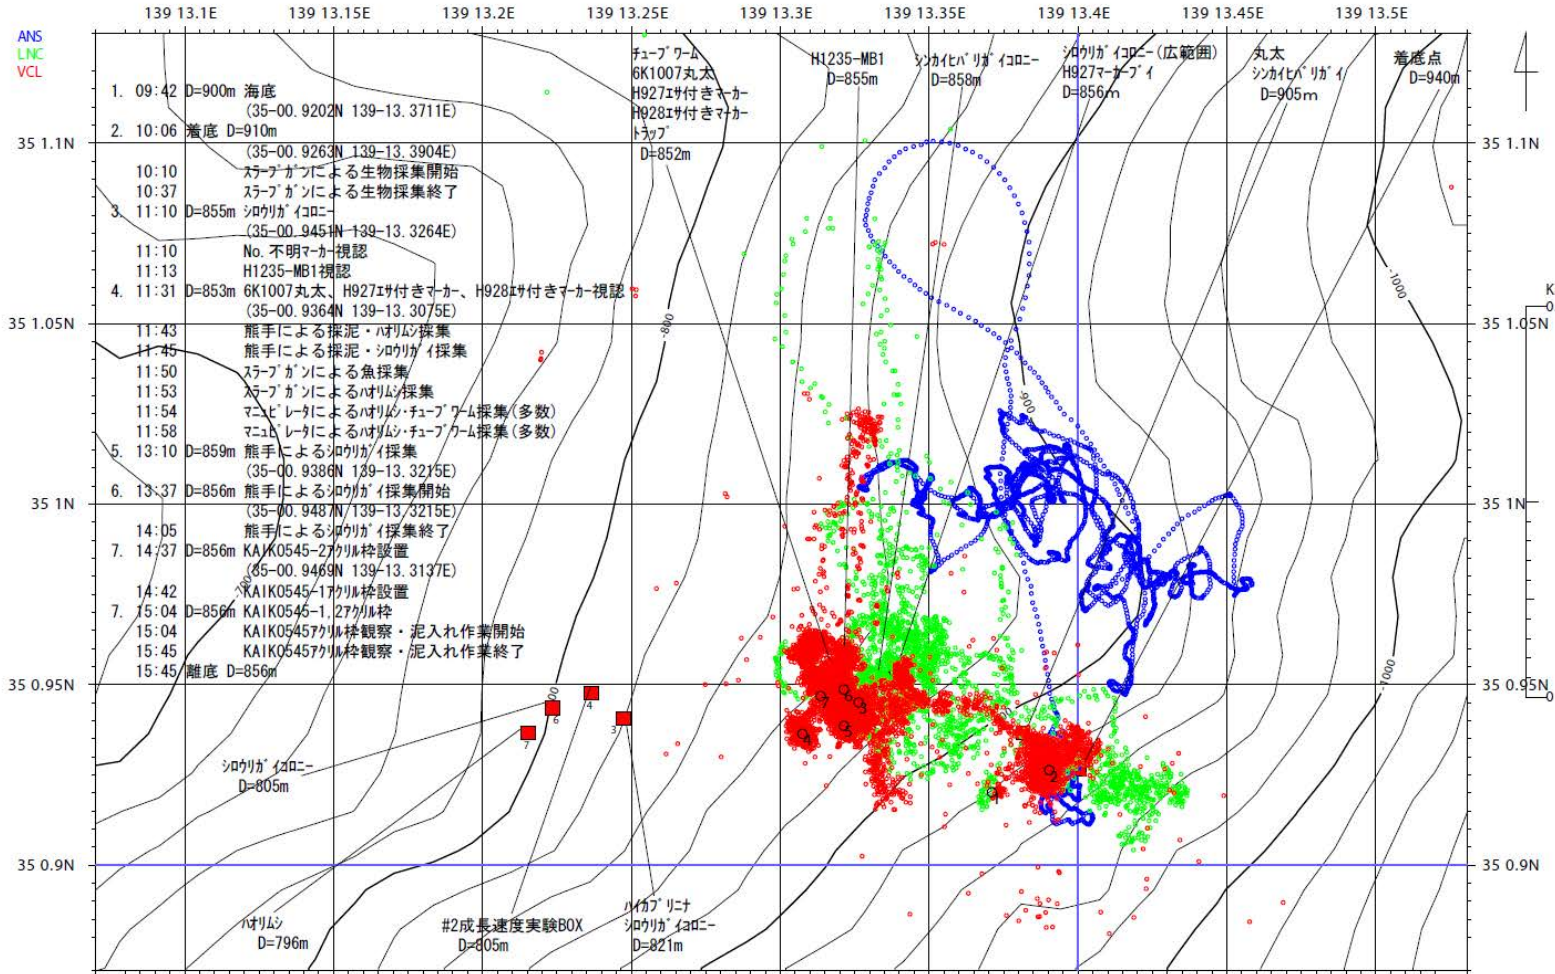 139 13.1E 139 13.15E 139 13.2E 139 13.25E 139 13.3E 139 13.35E 139 13.4E 139 13.45E 139 13.5E
ANS
LNC
VCL
チューブワーム
6K1007丸太
H927エサ付きマーカー
H928エサ付きマーカー
トラップ
D=852m
H1235-MB1
D=855m
シンカイヒバリガイコロニー
D=858m
シロウリガイコロニー(広範囲)
H927マーカーブイ
D=856m
丸太
シンカイヒバリガイ
D=905m
着底点
D=940m
1. 09:42 D=900m 海底
(35-00.9202N 139-13.3711E)
2. 10:06 着底 D=910m
(35-00.9263N 139-13.3904E)
10:10 スラープガンによる生物採集開始
10:37 スラープガンによる生物採集終了
3. 11:10 D=855m シロウリガイコロニー
(35-00.9451N 139-13.3264E)
11:10 No.不明マーカー視認
11:13 H1235-MB1視認
4. 11:31 D=853m 6K1007丸太、H927エサ付きマーカー、H928エサ付きマーカー視認
(35-00.9364N 139-13.3075E)
11:43 熊手による採泥・ハオリムシ採集
11:45 熊手による採泥・シロウリガイ採集
11:50 スラープガンによる魚採集
11:53 スラープガンによるハオリムシ採集
11:54 マニュピレータによるハオリムシ・チューブワーム採集(多数)
11:58 マニュピレータによるハオリムシ・チューブワーム採集(多数)
5. 13:10 D=859m 熊手によるシロウリガイ採集
(35-00.9386N 139-13.3215E)
6. 13:37 D=856m 熊手によるシロウリガイ採集開始
(35-00.9487N 139-13.3215E)
14:05 熊手によるシロウリガイ採集終了
7. 14:37 D=856m KAIKO545-2アクリル枠設置
(35-00.9469N 139-13.3137E)
14:42 KAIKO545-1アクリル枠設置
7. 15:04 D=856m KAIKO545-1,2アクリル枠
15:04 KAIKO545アクリル枠観察・泥入れ作業開始
15:45 KAIKO545アクリル枠観察・泥入れ作業終了
15:45 離底 D=856m
35 1.1N 35 1.1N
35 1.05N 35 1.05N
35 1N 35 1N
35 0.95N 35 0.95N
35 0.9N 35 0.9N
K
0
0
0
-800
-900
-1000
-1000
4
6
3
7
6
7
3
5
4
2
1
シロウリガイコロニー
D=805m
ハオリムシ
D=796m
#2成長速度実験BOX
D=805m
ハイカブリニナ
シロウリガイコロニー
D=821m